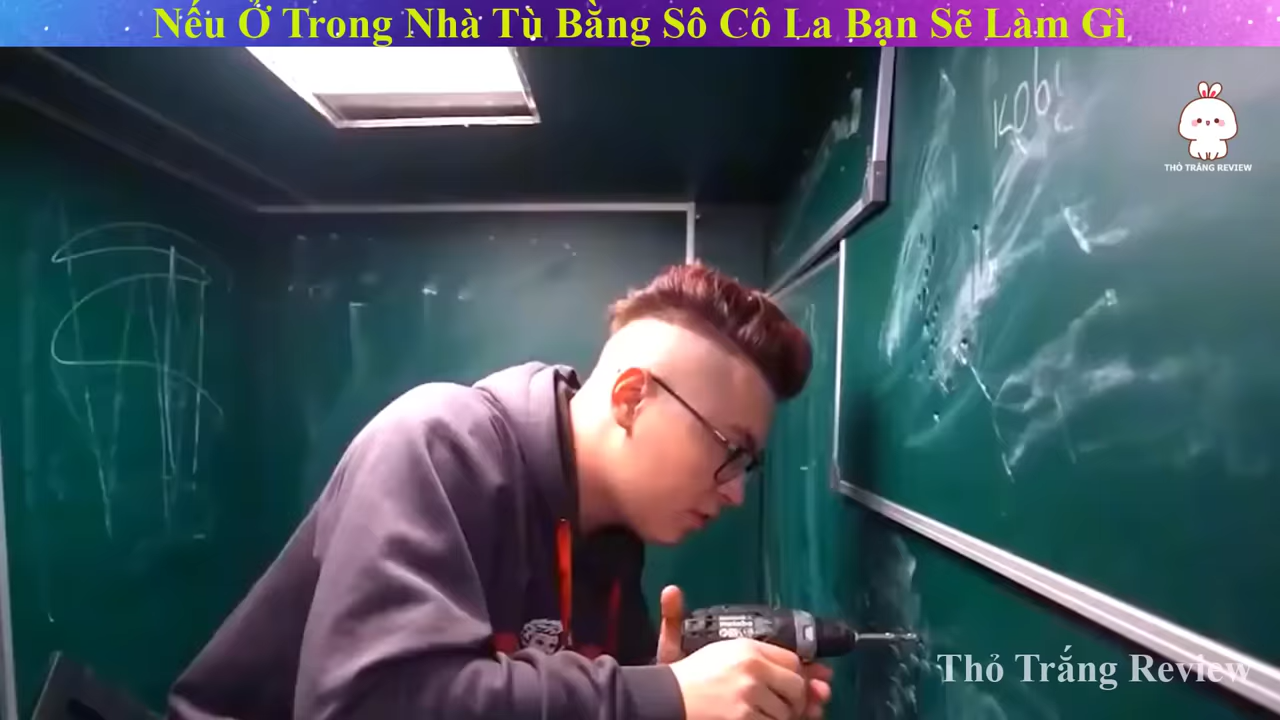 Nếu Ở Trong Nhà Tù Bằng Sô Cô La Bạn Sẽ Làm Gì
THỎ TRẮNG REVIEW
Thỏ Trắng Review